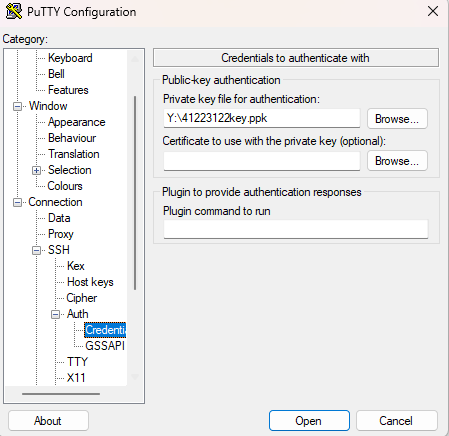 PuTTY Configuration
Category:
Keyboard
Bell
Features
Window
Appearance
Behaviour
Translation
Selection
Colours
Connection
Data
Proxy
SSH
Kex
Host keys
Cipher
Auth
Credentia
GSSAPI
TTY
X11
Credentials to authenticate with
Public-key authentication
Private key file for authentication:
Y:\41223122key.ppk
Browse...
Certificate to use with the private key (optional):
Browse...
Plugin to provide authentication responses
Plugin command to run
About
Open
Cancel